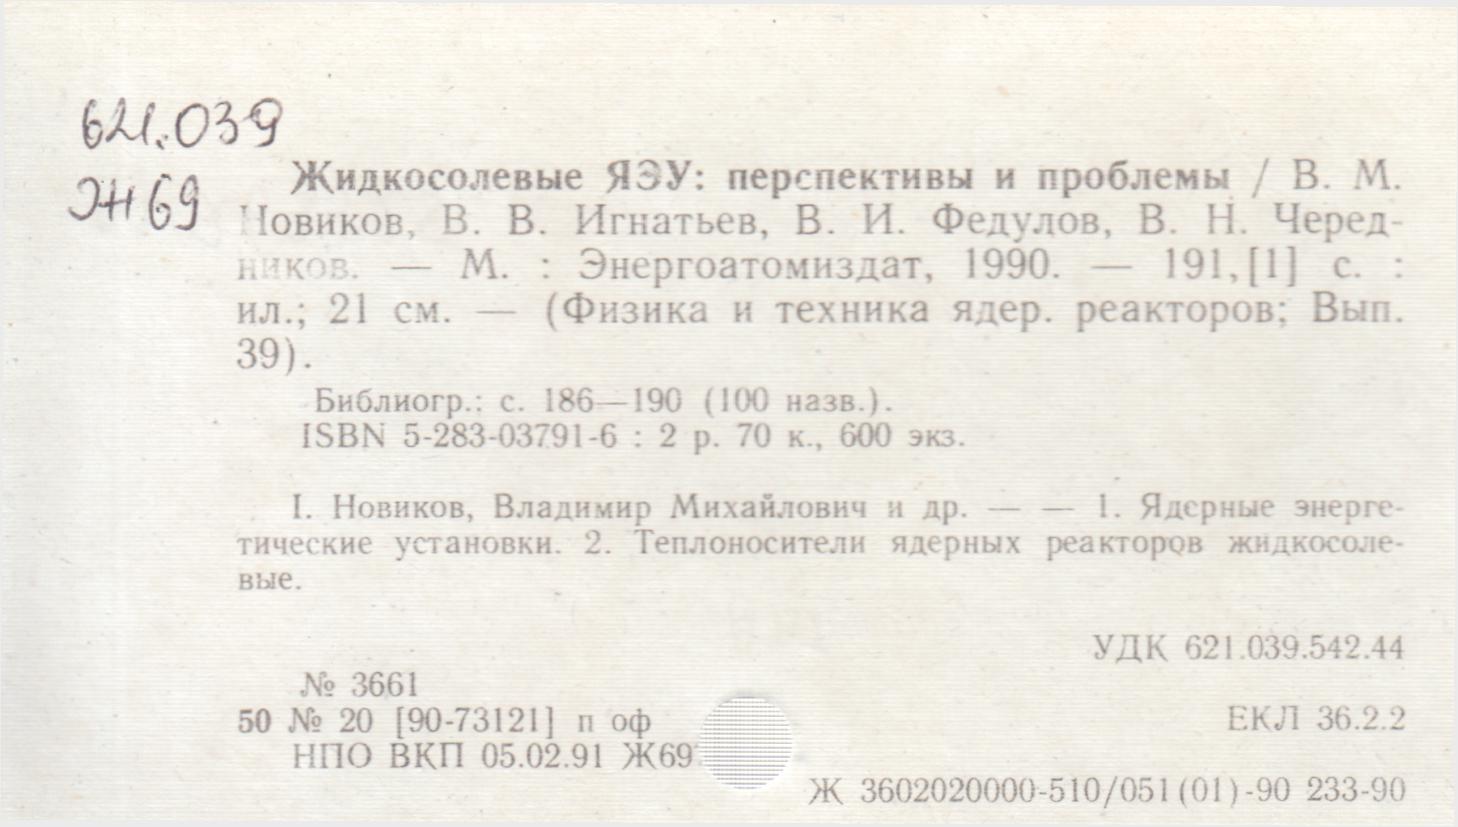 621.039
Ж69
Жидкосолевые ЯЭУ: перспективы и проблемы / В. М.
Новиков, В. В. Игнатьев, В. И. Федулов, В. Н. Черед-
ников. — М. : Энергоатомиздат, 1990. — 191,[1] с. :
ил.; 21 см. — (Физика и техника ядер. реакторов; Вып.
39).
Библиогр.: с. 186—190 (100 назв.).
ISBN 5-283-03791-6 : 2 р. 70 к., 600 экз.
I. Новиков, Владимир Михайлович и др. — — 1. Ядерные энерге-
тические установки. 2. Теплоносители ядерных реакторов жидкосоле-
вые.
УДК 621.039.542.44
№ 3661
50 № 20 [90-73121] п оф
ЕКЛ 36.2.2
НПО ВКП 05.02.91 Ж69
Ж 3602020000-510/051(01)-90 233-90